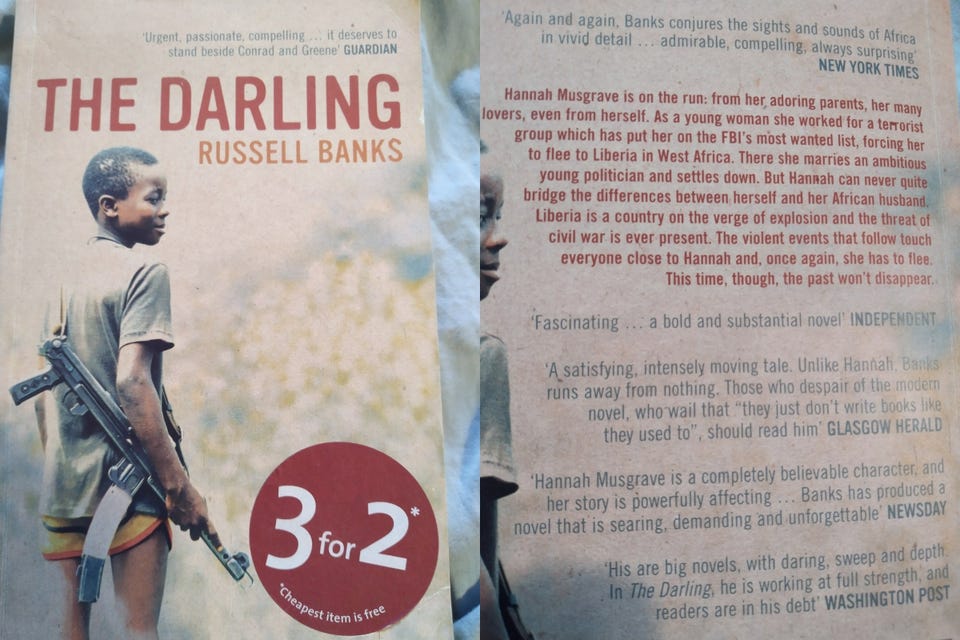 'Urgent, passionate, compelling ... it deserves to
stand beside Conrad and Greene' GUARDIAN
THE DARLING
RUSSELL BANKS
3 for 2*
*Cheapest item is free
'Again and again, Banks conjures the sights and sounds of Africa
in vivid detail ... admirable, compelling, always surprising'
NEW YORK TIMES
Hannah Musgrave is on the run: from her adoring parents, her many
lovers, even from herself. As a young woman she worked for a terrorist
group which has put her on the FBI's most wanted list, forcing her
to flee to Liberia in West Africa. There she marries an ambitious
young politician and settles down. But Hannah can never quite
bridge the differences between herself and her African husband.
Liberia is a country on the verge of explosion and the threat of
civil war is ever present. The violent events that follow touch
everyone close to Hannah and, once again, she has to flee.
This time, though, the past won't disappear.
'Fascinating ... a bold and substantial novel' INDEPENDENT
'A satisfying, intensely moving tale. Unlike Hannah, Banks
runs away from nothing. Those who despair of the modern
novel, who wail that "they just don't write books like
they used to", should read him' GLASGOW HERALD
'Hannah Musgrave is a completely believable character, and
her story is powerfully affecting ... Banks has produced a
novel that is searing, demanding and unforgettable' NEWSDAY
'His are big novels, with daring, sweep and depth.
In The Darling, he is working at full strength, and
readers are in his debt' WASHINGTON POST